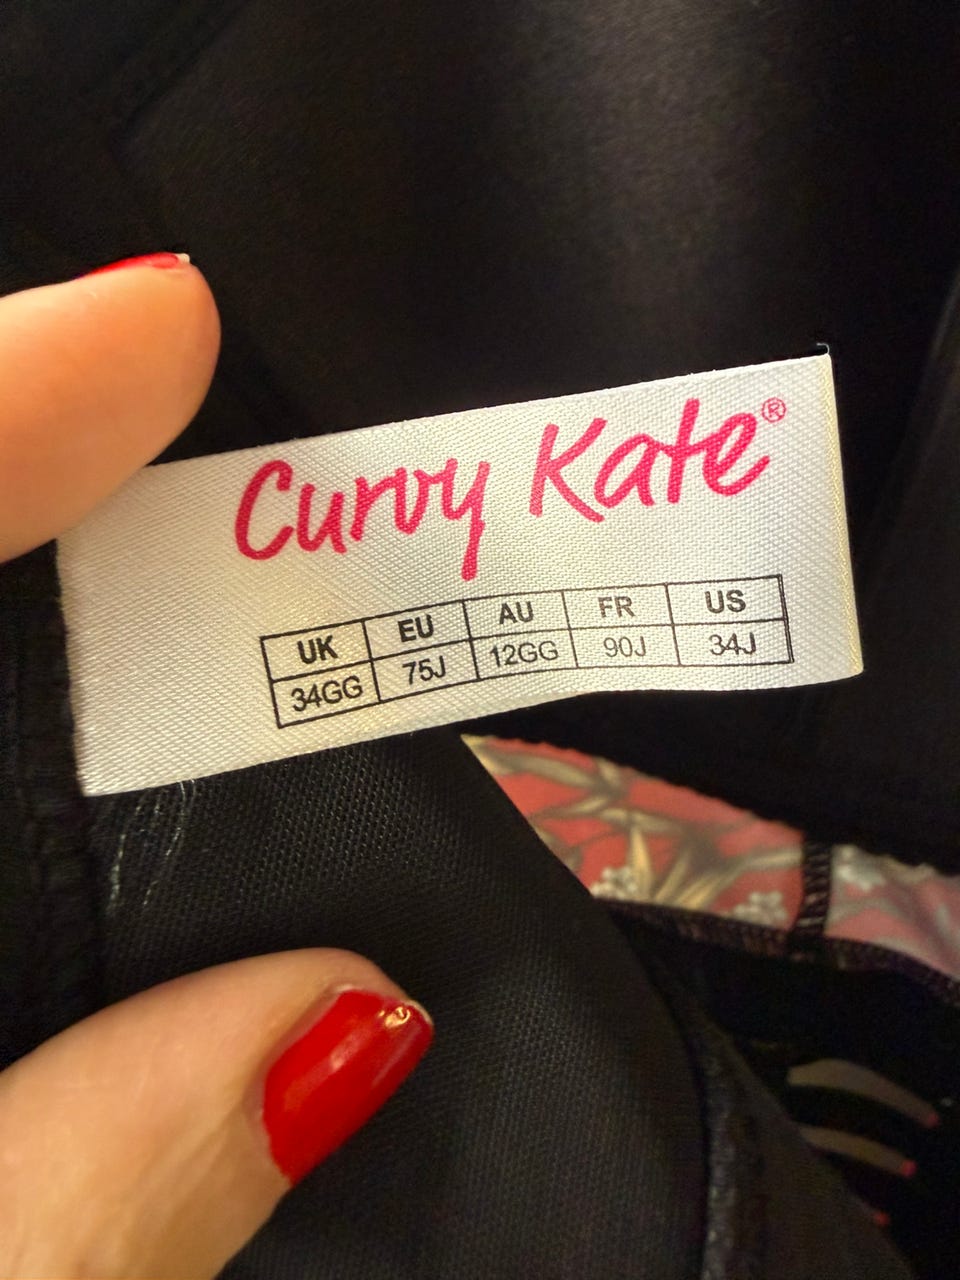 Curvy Kate®
UK EU AU FR US
34GG 75J 12GG 90J 34J